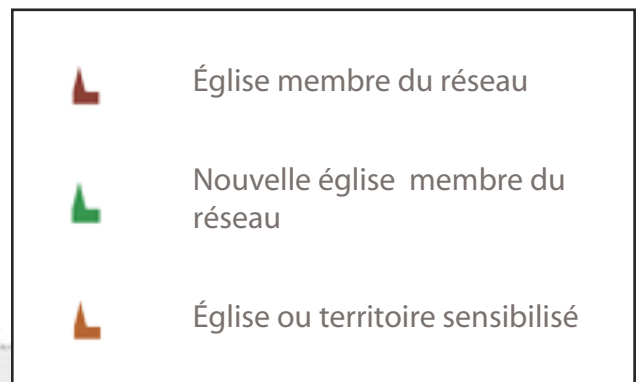 Église membre du réseau
Nouvelle église membre du
réseau
Église ou territoire sensibilisé